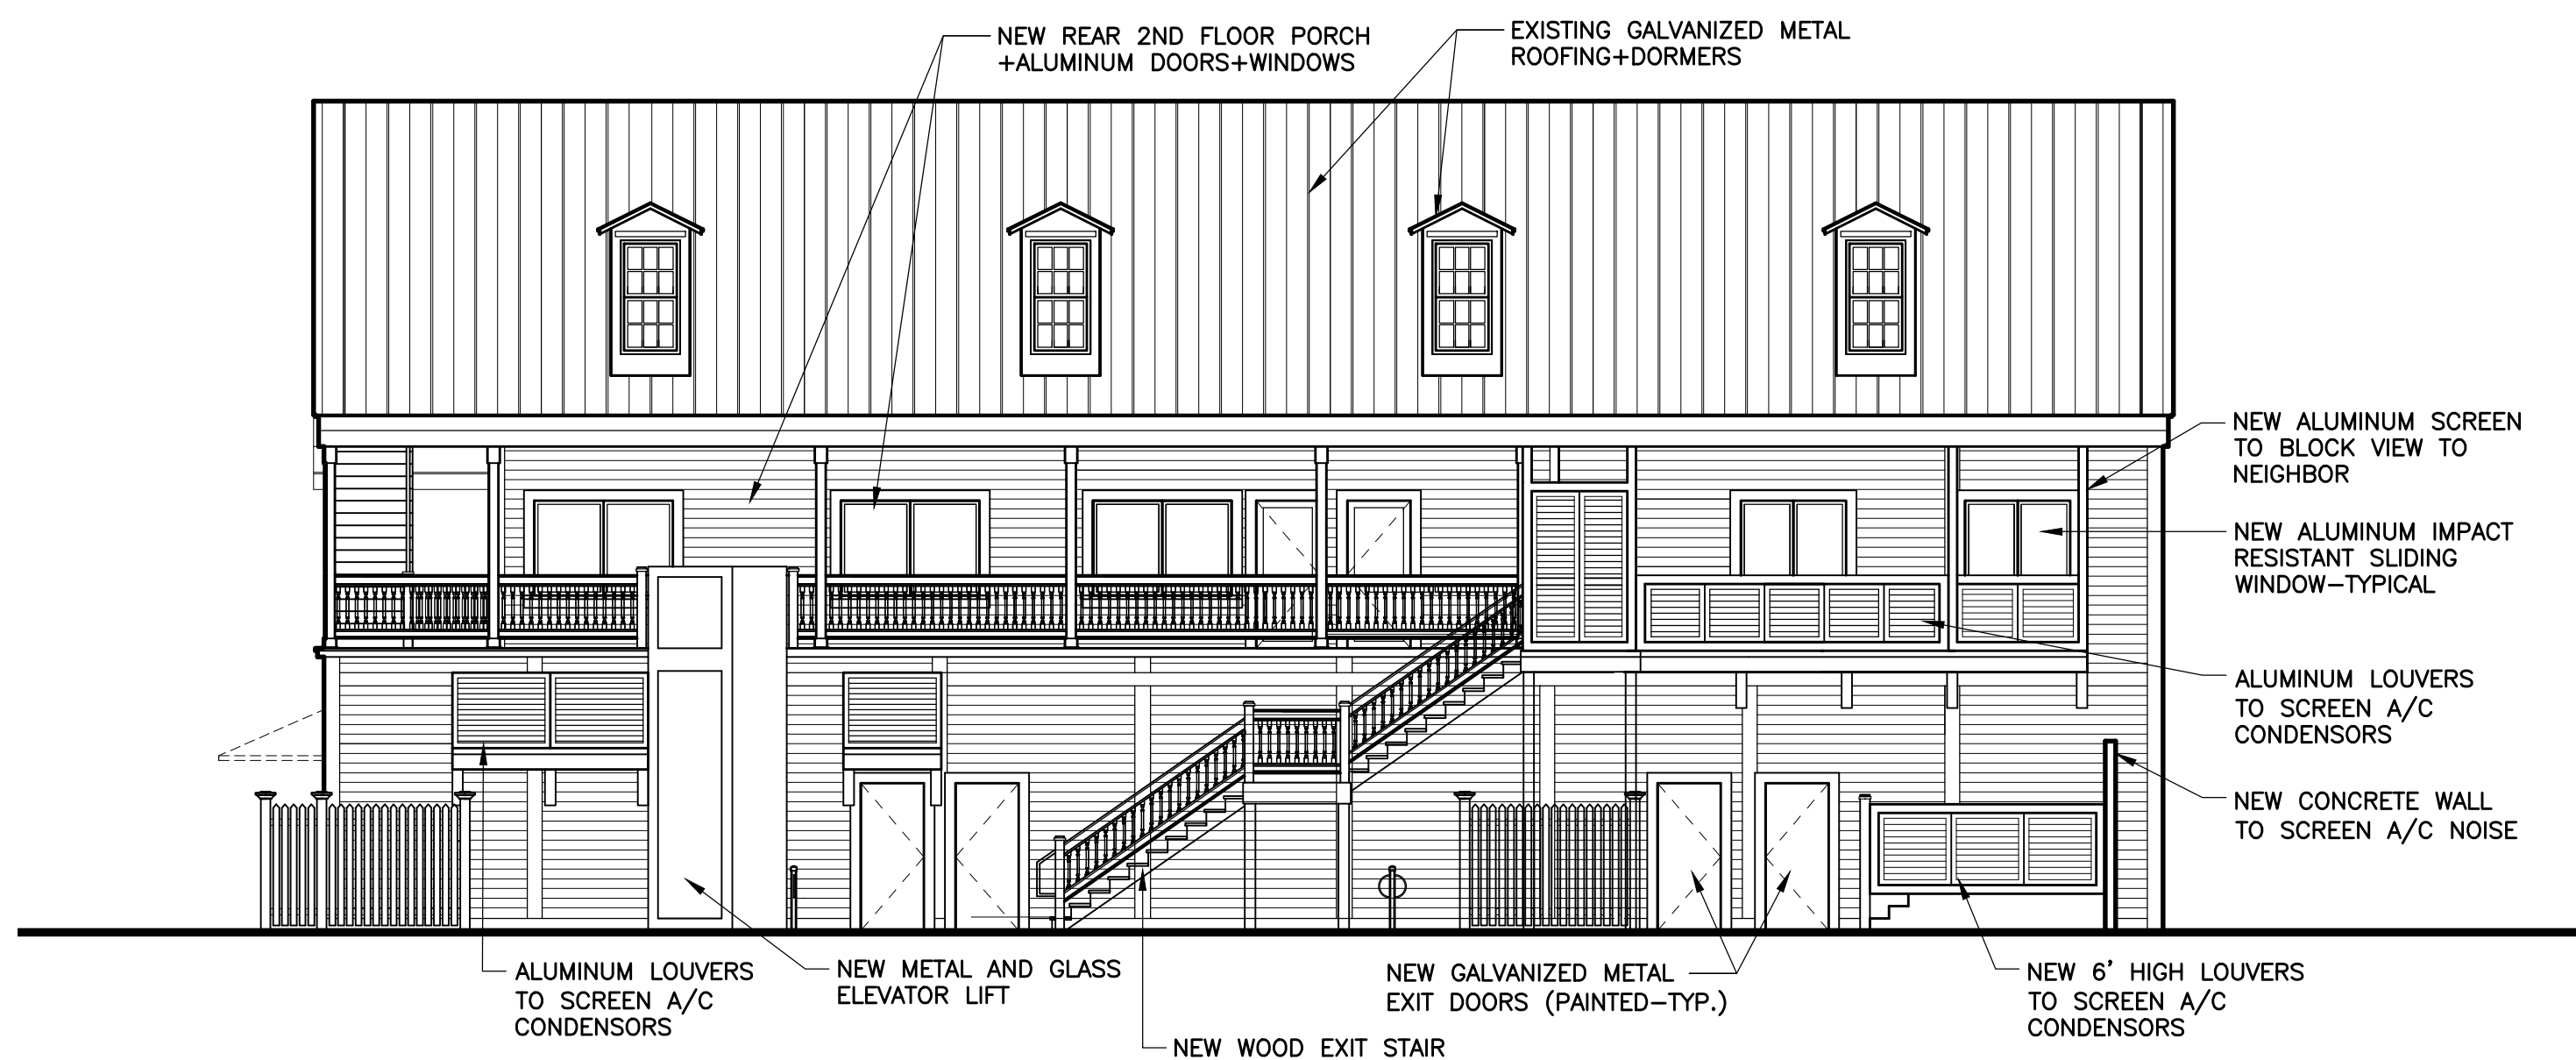 NEW REAR 2ND FLOOR PORCH
+ALUMINUM DOORS+WINDOWS
EXISTING GALVANIZED METAL
ROOFING+DORMERS
NEW ALUMINUM SCREEN
TO BLOCK VIEW TO
NEIGHBOR
NEW ALUMINUM IMPACT
RESISTANT SLIDING
WINDOW-TYPICAL
ALUMINUM LOUVERS
TO SCREEN A/C
CONDENSORS
NEW CONCRETE WALL
TO SCREEN A/C NOISE
ALUMINUM LOUVERS
TO SCREEN A/C
CONDENSORS
NEW METAL AND GLASS
ELEVATOR LIFT
NEW WOOD EXIT STAIR
NEW GALVANIZED METAL
EXIT DOORS (PAINTED-TYP.)
NEW 6' HIGH LOUVERS
TO SCREEN A/C
CONDENSORS